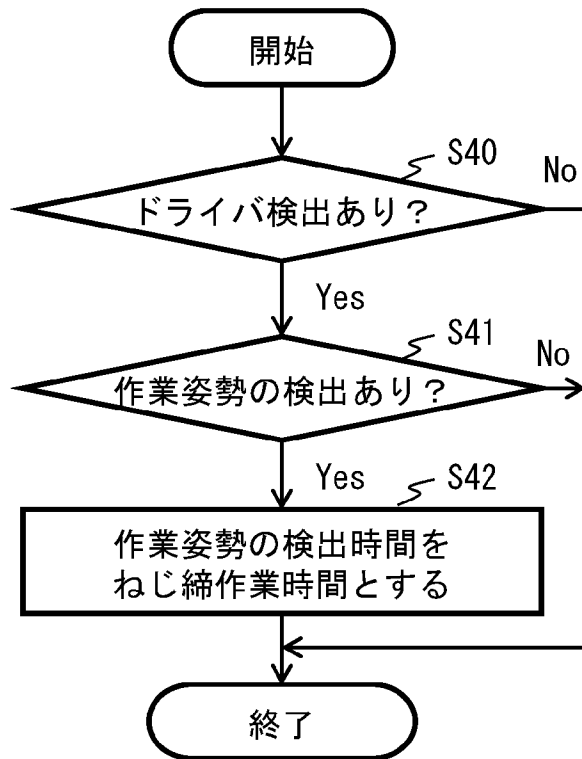 開始
S40
No
ドライバ検出あり？
Yes
S41
No
作業姿勢の検出あり？
Yes
S42
作業姿勢の検出時間を
ねじ締作業時間とする
終了